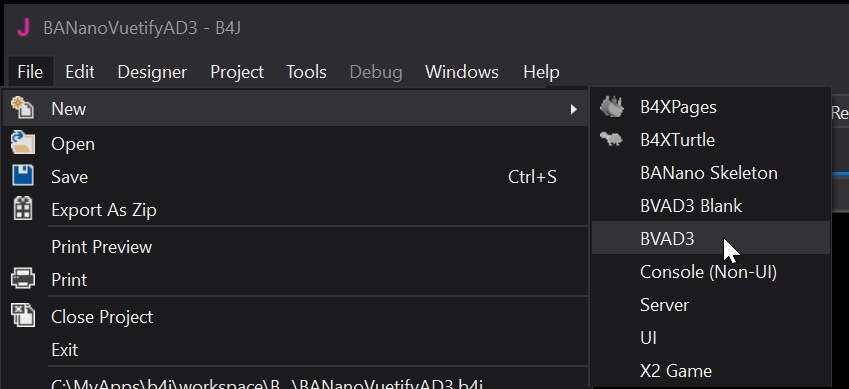 J BANanoVuetifyAD3 - B4J
File Edit Designer Project Tools Debug Windows Help
New
Open
Save Ctrl+S
Export As Zip
Print Preview
Print
Close Project
Exit
C:\MyApps\b4j\workspace\B...\BANanoVuetifyAD3.b4j
B4XPages
B4XTurtle
BANano Skeleton
BVAD3 Blank
BVAD3
Console (Non-UI)
Server
UI
X2 Game
Re